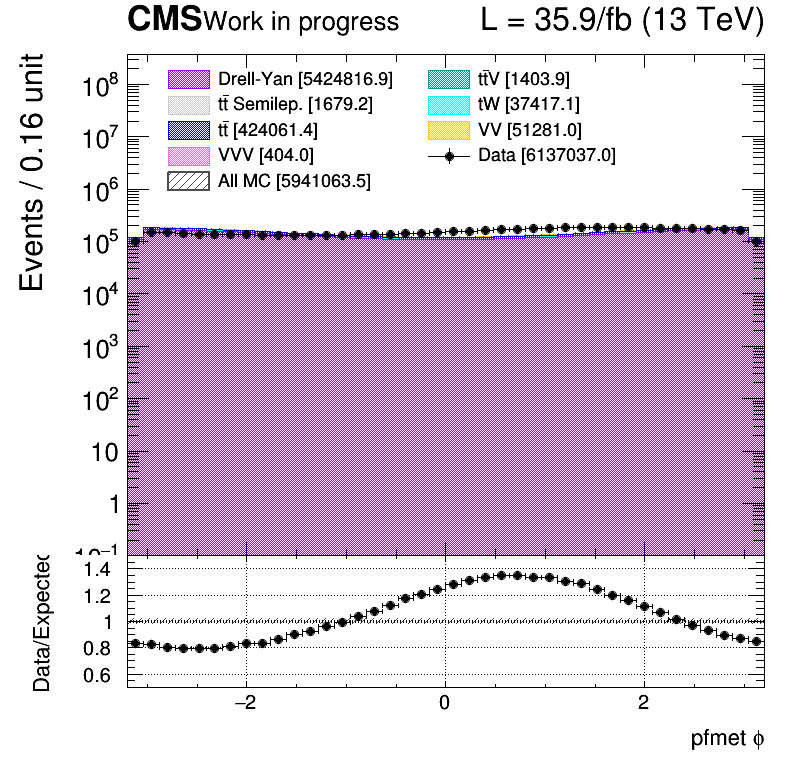 CMS Work in progress L = 35.9/fb (13 TeV)
Events / 0.16 unit
Drell-Yan [5424816.9]
tt̄V [1403.9]
tt̄ Semilep. [1679.2]
tW [37417.1]
tt̄ [424061.4]
VV [51281.0]
VVV [404.0]
Data [6137037.0]
All MC [5941063.5]
10⁸
10⁷
10⁶
10⁵
10⁴
10³
10²
10
1
10⁻¹
Data/Expected
1.4
1.2
1
0.8
0.6
−2 0 2
pfmet ϕ